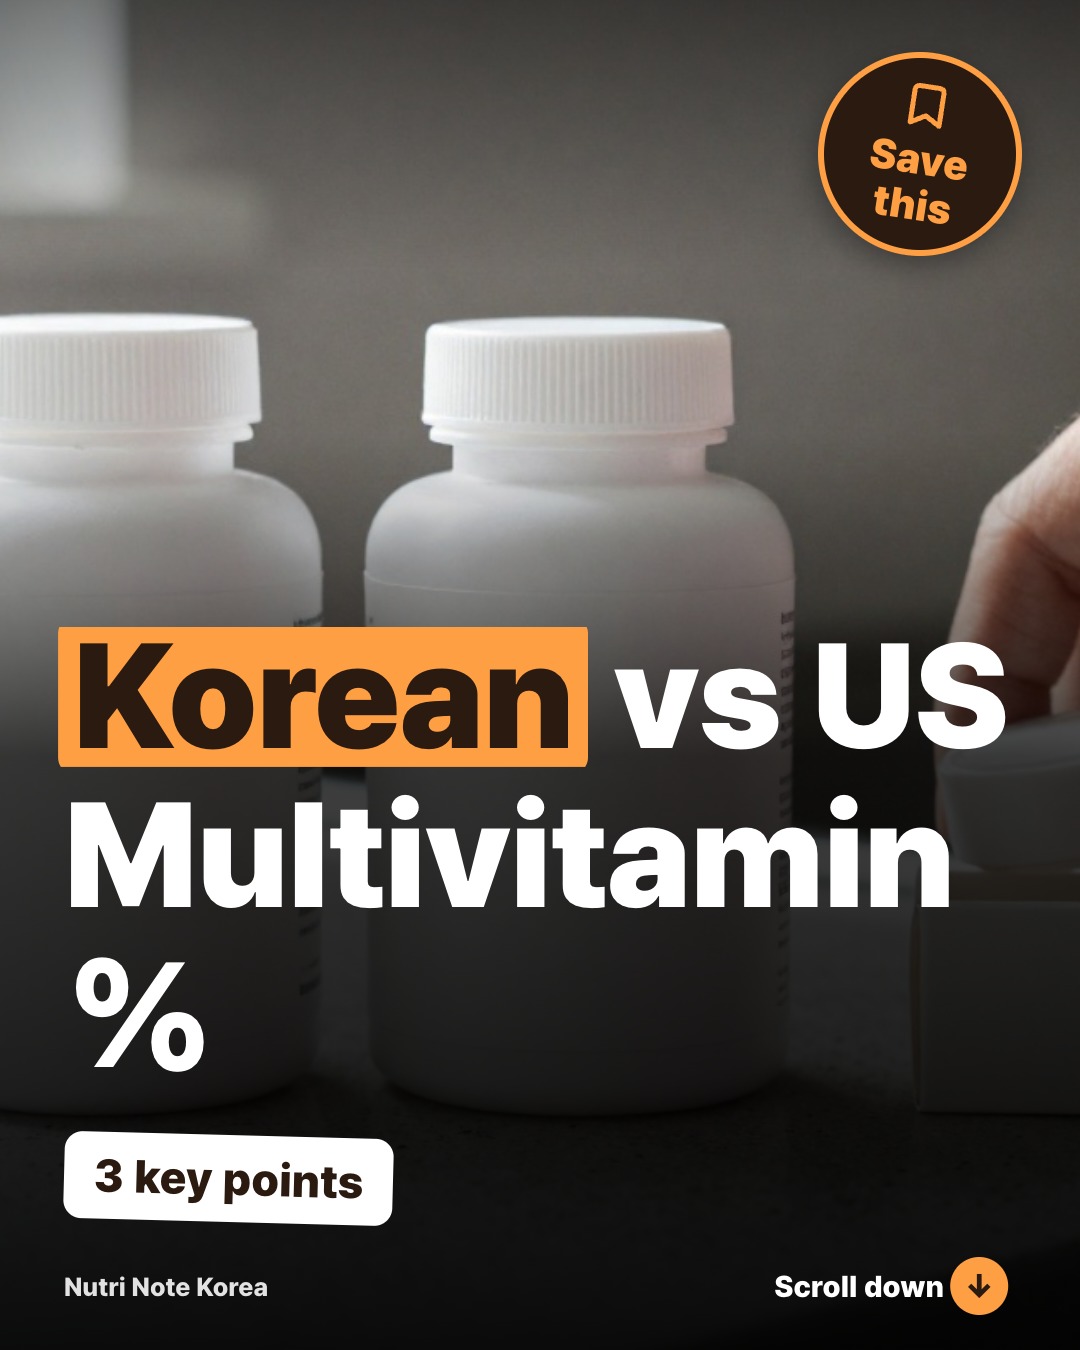 Save
this
Korean vs US
Multivitamin
%
3 key points
Nutri Note Korea
Scroll down